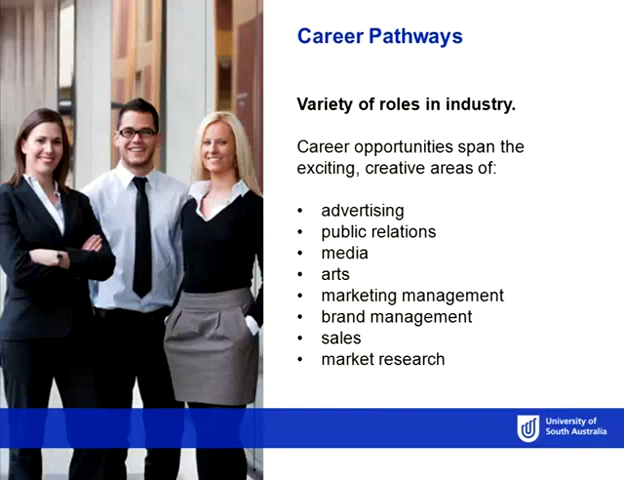 Career Pathways
Variety of roles in industry.
Career opportunities span the
exciting, creative areas of:
• advertising
• public relations
• media
• arts
• marketing management
• brand management
• sales
• market research
University of
South Australia